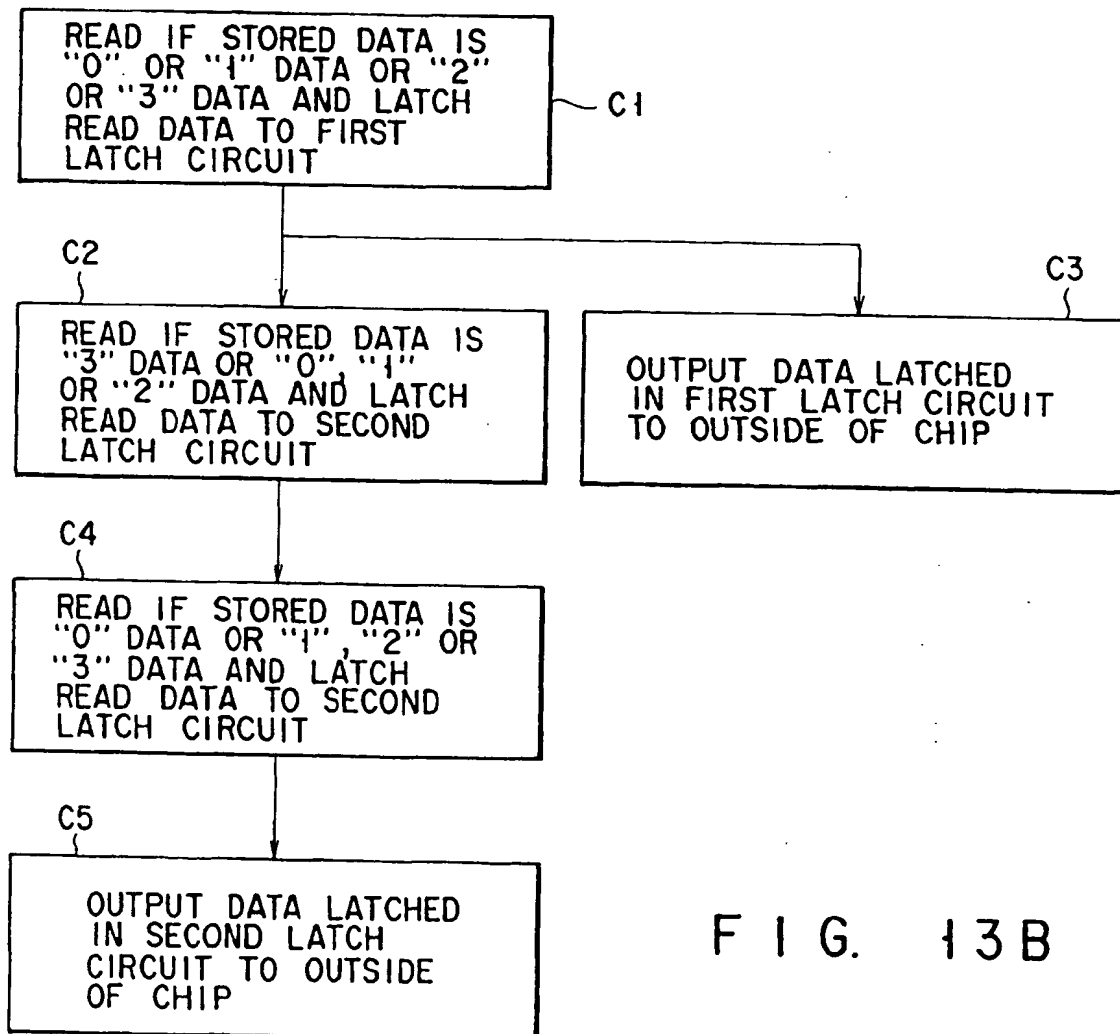 READ IF STORED DATA IS
"0" OR "1" DATA OR "2"
OR "3" DATA AND LATCH
READ DATA TO FIRST
LATCH CIRCUIT
C1
C2
READ IF STORED DATA IS
"3" DATA OR "0", "1"
OR "2" DATA AND LATCH
READ DATA TO SECOND
LATCH CIRCUIT
C3
OUTPUT DATA LATCHED
IN FIRST LATCH CIRCUIT
TO OUTSIDE OF CHIP
C4
READ IF STORED DATA IS
"0" DATA OR "1", "2" OR
"3" DATA AND LATCH
READ DATA TO SECOND
LATCH CIRCUIT
C5
OUTPUT DATA LATCHED
IN SECOND LATCH
CIRCUIT TO OUTSIDE
OF CHIP
FIG. 13B